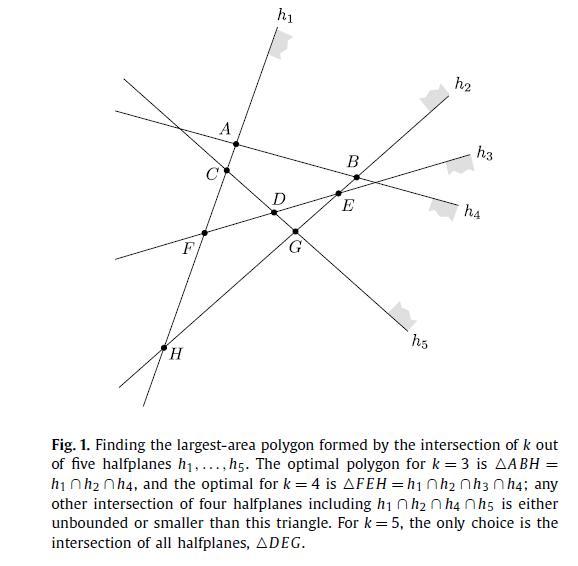 h1
h2
A
B
h3
C
D
E
h4
F
G
h5
H
Fig. 1. Finding the largest-area polygon formed by the intersection of k out
of five halfplanes h1, ..., h5. The optimal polygon for k = 3 is △ABH =
h1 ∩ h2 ∩ h4, and the optimal for k = 4 is △FEH = h1 ∩ h2 ∩ h3 ∩ h4; any
other intersection of four halfplanes including h1 ∩ h2 ∩ h4 ∩ h5 is either
unbounded or smaller than this triangle. For k = 5, the only choice is the
intersection of all halfplanes, △DEG.